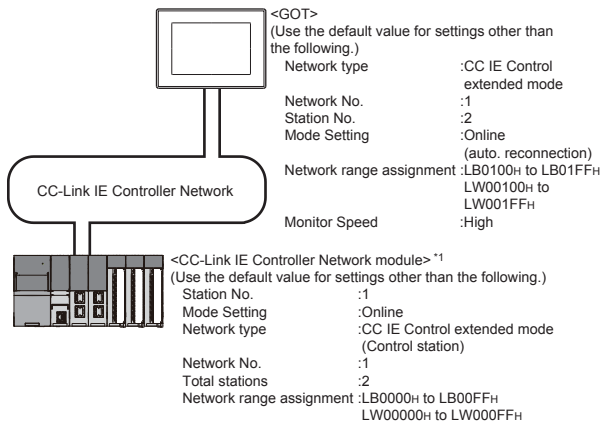 <GOT>
(Use the default value for settings other than
the following.)
Network type :CC IE Control
extended mode
Network No. :1
Station No. :2
Mode Setting :Online
(auto. reconnection)
Network range assignment :LB0100H to LB01FFH
LW00100H to
LW001FFH
Monitor Speed :High
CC-Link IE Controller Network
<CC-Link IE Controller Network module> *1
(Use the default value for settings other than the following.)
Station No. :1
Mode Setting :Online
Network type :CC IE Control extended mode
(Control station)
Network No. :1
Total stations :2
Network range assignment :LB0000H to LB00FFH
LW00000H to LW000FFH